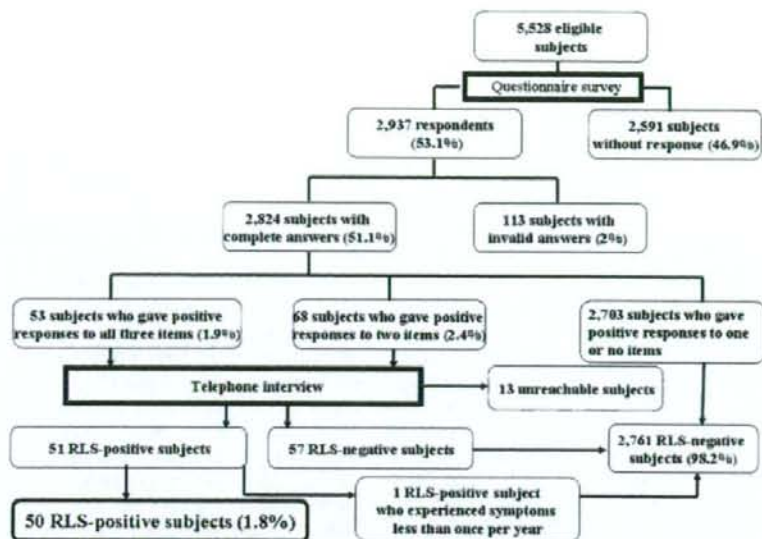 5,528 eligible
subjects
Questionnaire survey
2,937 respondents
(53.1%)
2,591 subjects
without response (46.9%)
2,824 subjects with
complete answers (51.1%)
113 subjects with
invalid answers (2%)
53 subjects who gave positive
responses to all three items (1.9%)
68 subjects who gave positive
responses to two items (2.4%)
2,703 subjects who gave
positive responses to one
or no items
Telephone interview
13 unreachable subjects
51 RLS-positive subjects
57 RLS-negative subjects
2,761 RLS-negative
subjects (98.2%)
50 RLS-positive subjects (1.8%)
1 RLS-positive subject
who experienced symptoms
less than once per year